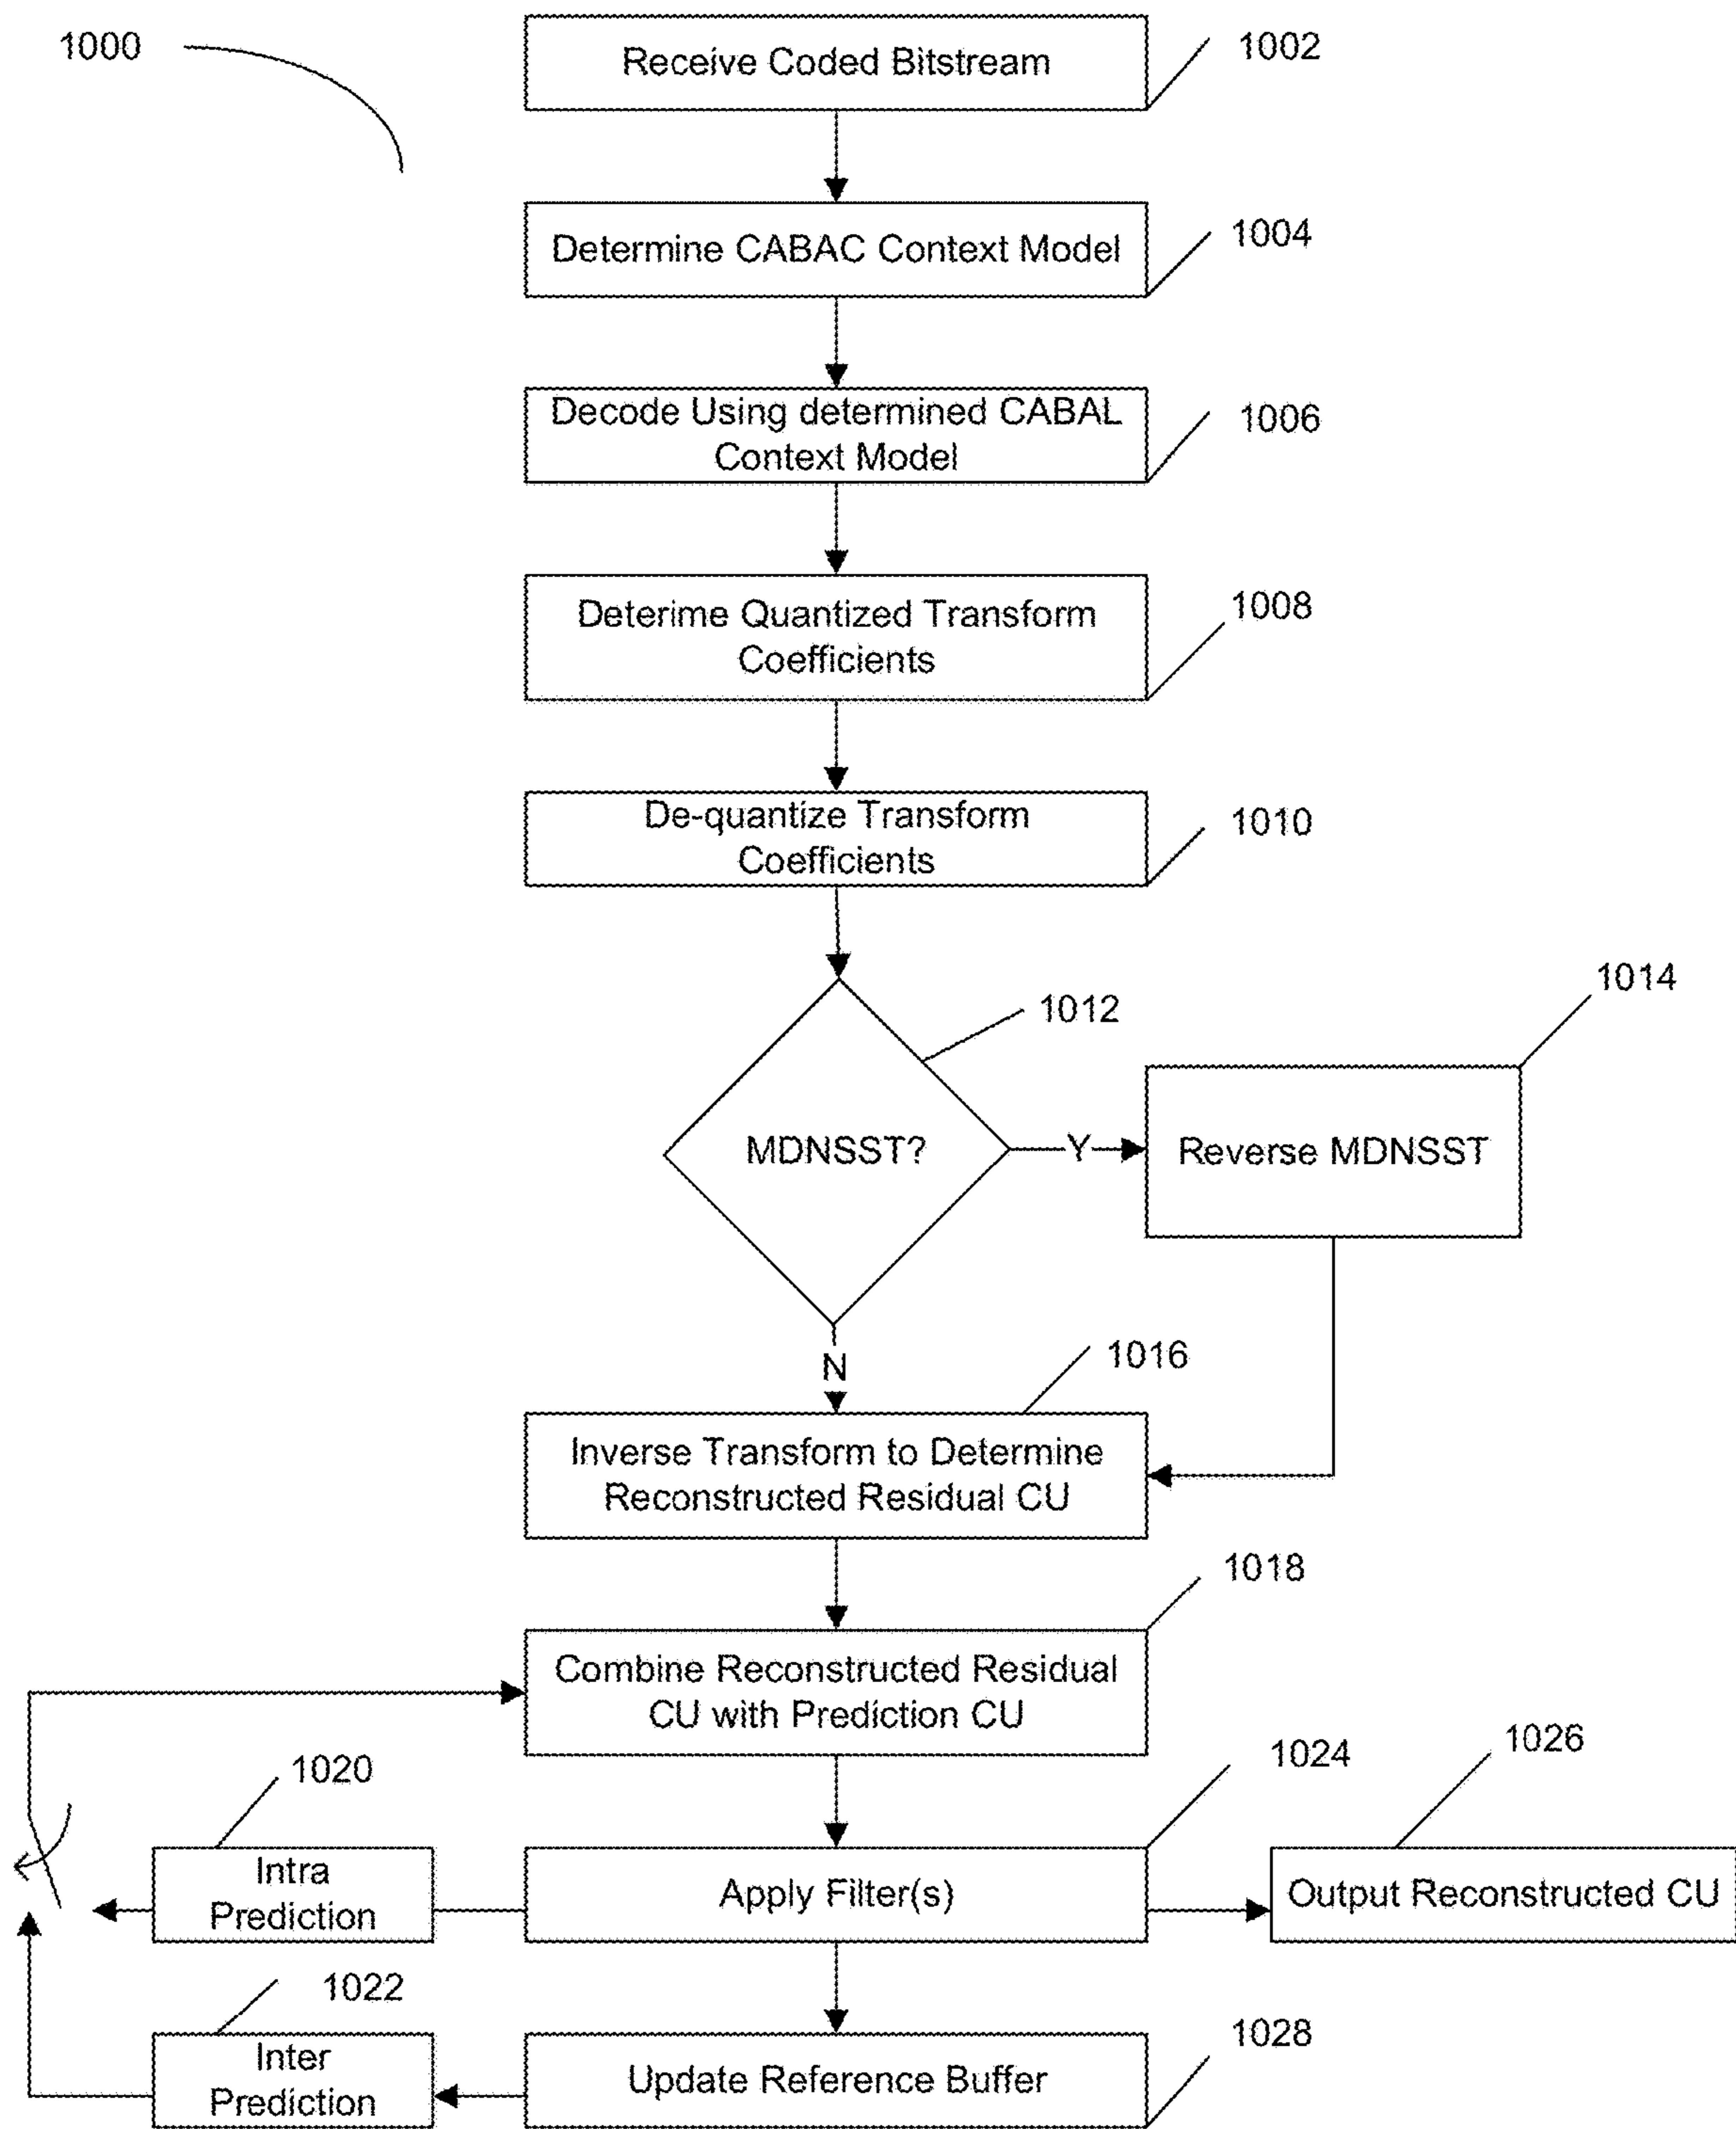 1000
Receive Coded Bitstream
1002
Determine CABAC Context Model
1004
Decode Using determined CABAL
Context Model
1006
Deterime Quantized Transform
Coefficients
1008
De-quantize Transform
Coefficients
1010
MDNSST?
1012
Y
Reverse MDNSST
1014
N
1016
Inverse Transform to Determine
Reconstructed Residual CU
1018
Combine Reconstructed Residual
CU with Prediction CU
1020
Intra
Prediction
1024
Apply Filter(s)
1026
Output Reconstructed CU
1022
Inter
Prediction
Update Reference Buffer
1028